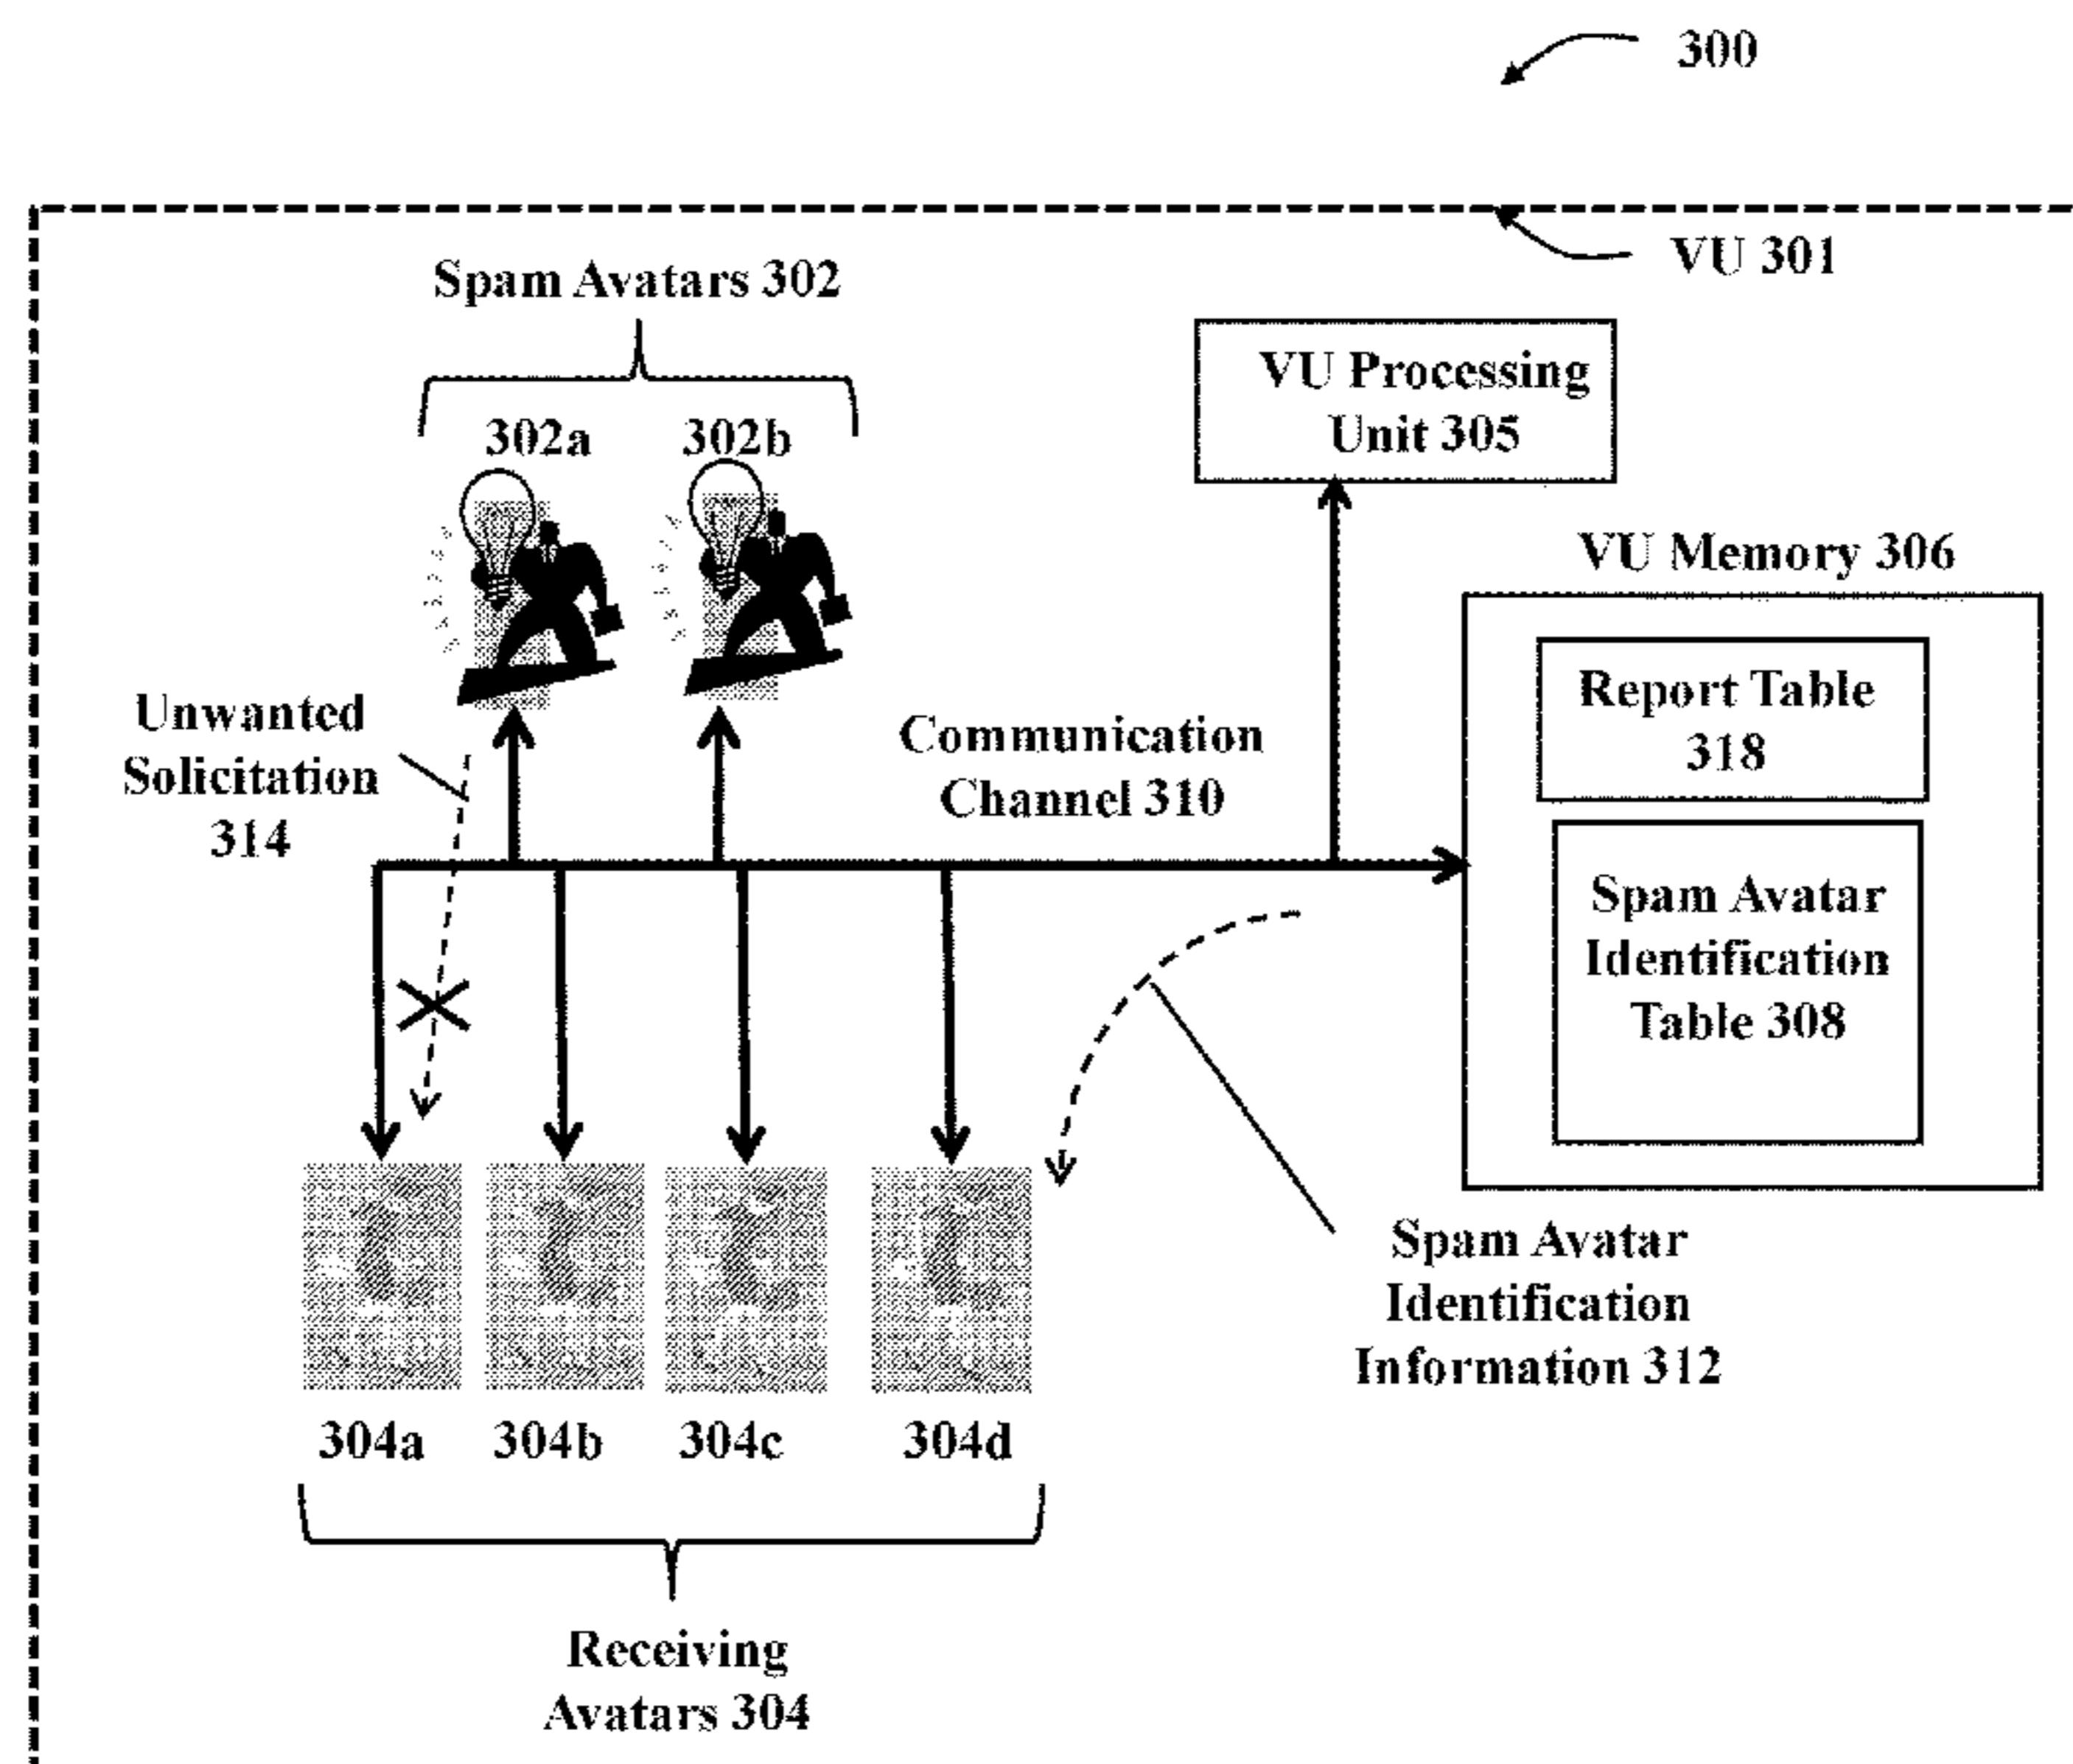 300
VU 301
Spam Avatars 302
302a 302b
VU Processing
Unit 305
VU Memory 306
Report Table
318
Unwanted
Solicitation
314
Communication
Channel 310
Spam Avatar
Identification
Table 308
Spam Avatar
Identification
Information 312
304a 304b 304c 304d
Receiving
Avatars 304